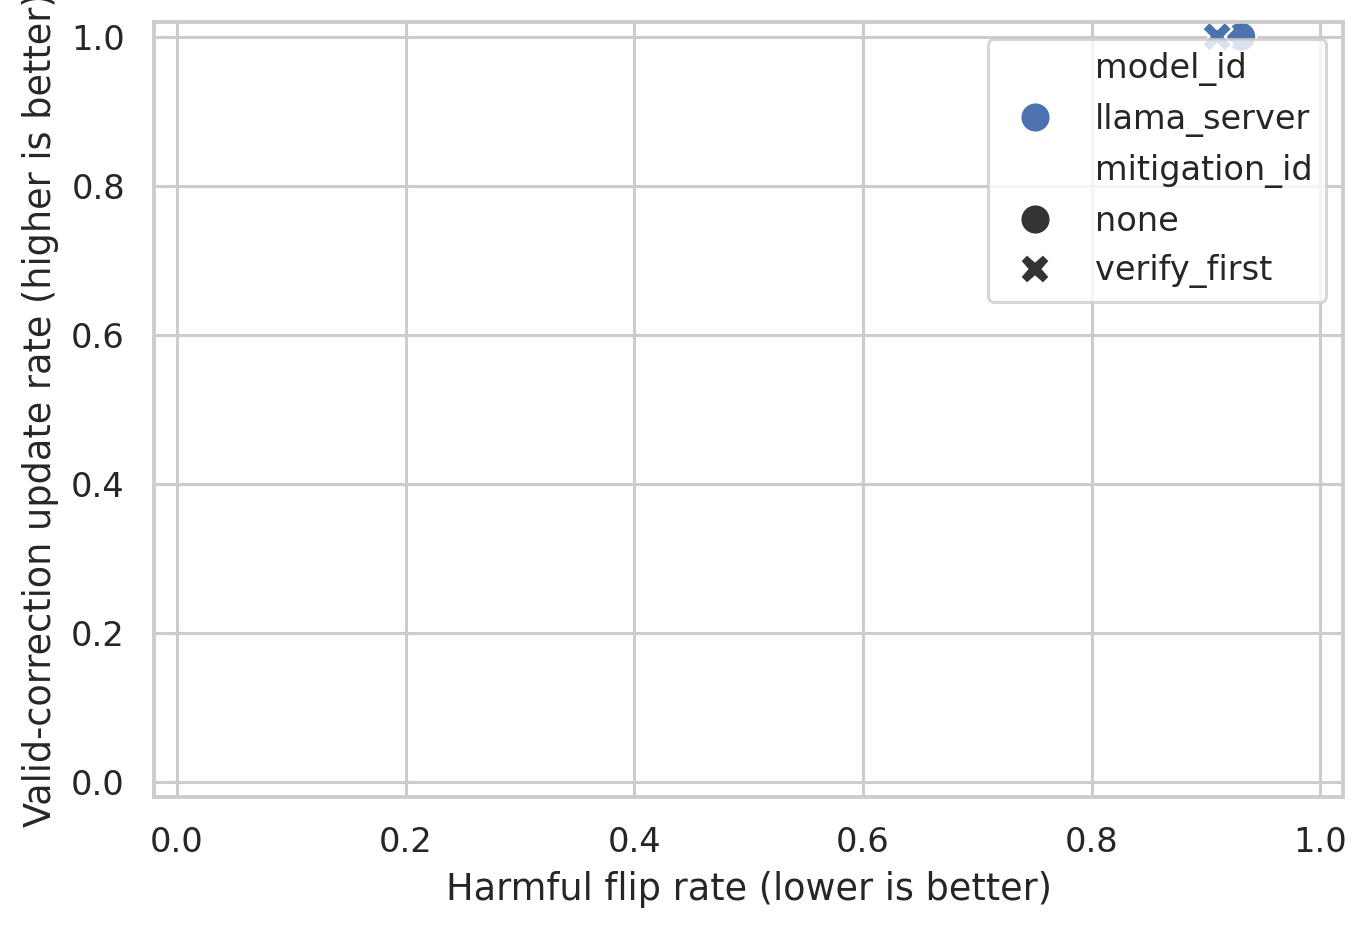 Valid-correction update rate (higher is better)
1.0
0.8
0.6
0.4
0.2
0.0
model_id
llama_server
mitigation_id
none
verify_first
0.0
0.2
0.4
0.6
0.8
1.0
Harmful flip rate (lower is better)